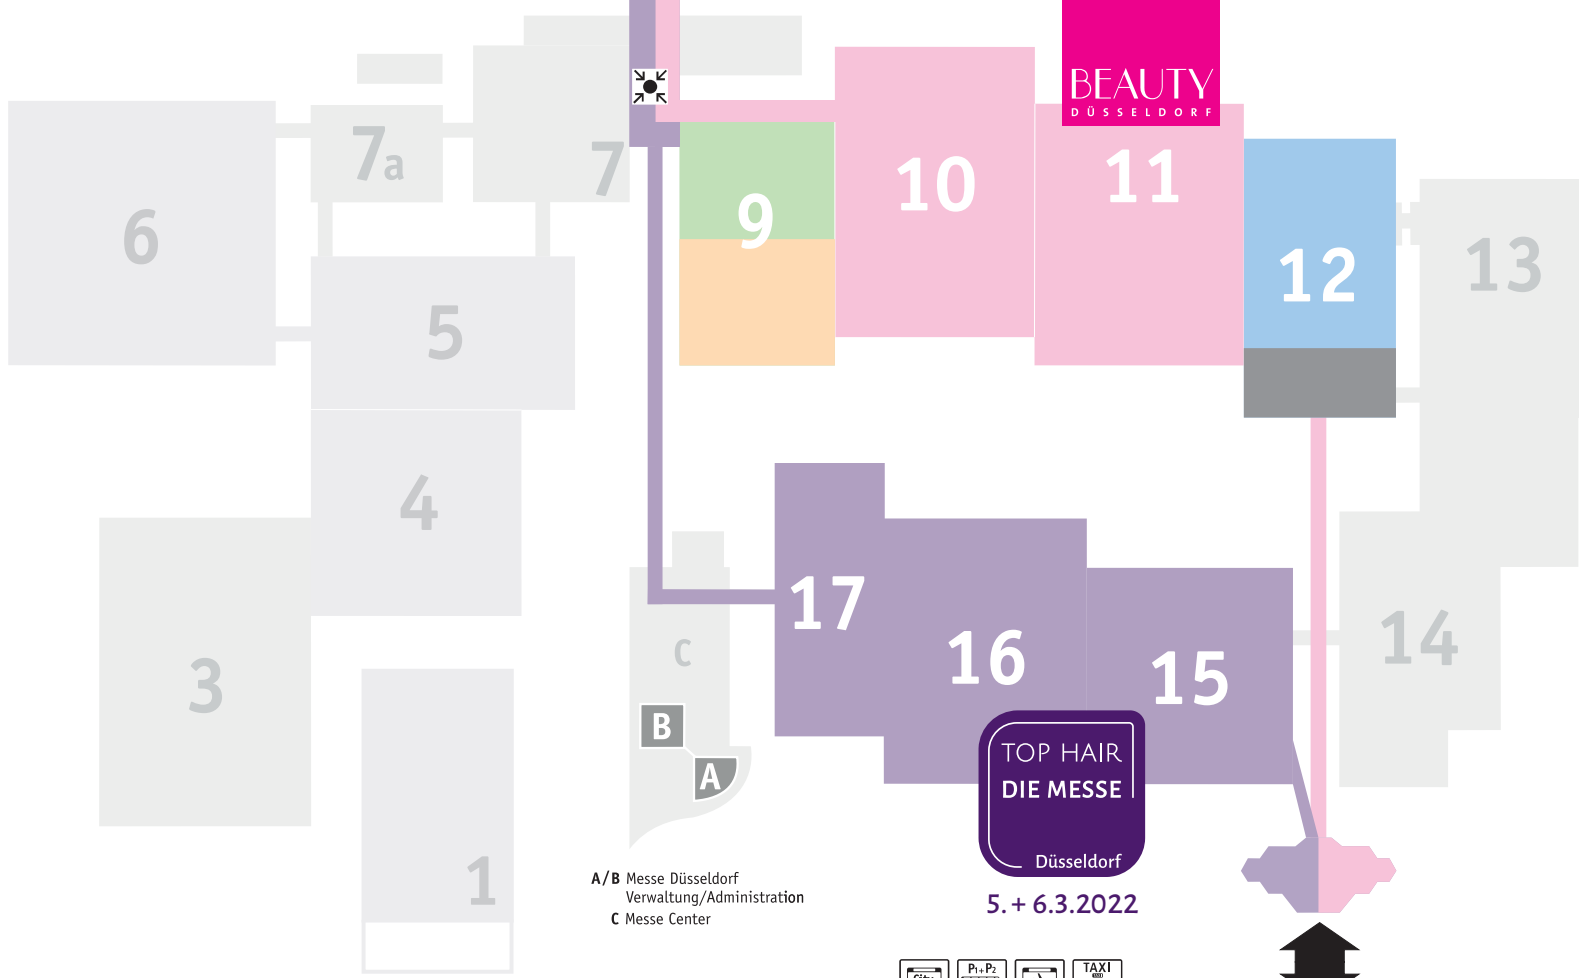 BEAUTY
DÜSSELDORF
7a
7
10
11
9
6
12
13
5
4
17
16
15
14
C
3
B
A
TOP HAIR
DIE MESSE
Düsseldorf
1
A/B Messe Düsseldorf
Verwaltung/Administration
C Messe Center
5. + 6.3.2022
City
P1+P2
TAXI